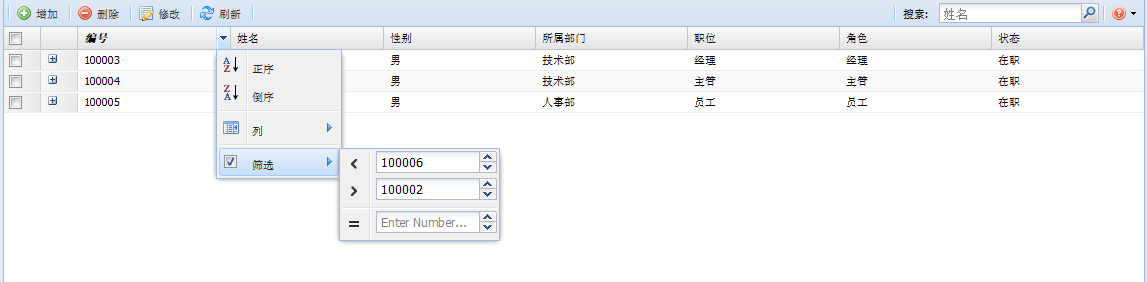 增加 删除 修改 刷新 搜索: 姓名
编号 姓名 性别 所属部门 职位 角色 状态
100003 男 技术部 经理 经理 在职
100004 男 技术部 主管 主管 在职
100005 男 人事部 员工 员工 在职
正序
倒序
列
筛选
< 100006
> 100002
= Enter Number...